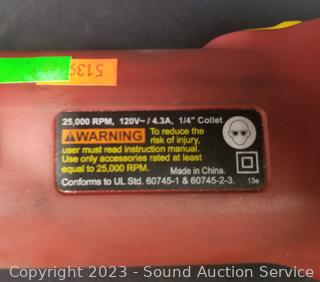 5139
25,000 RPM, 120V~ / 4.3A, 1/4" Collet
WARNING To reduce the
risk of injury,
user must read instruction manual.
Use only accessories rated at least
equal to 25,000 RPM.
Made in China.
Conforms to UL Std. 60745-1 & 60745-2-3.
13e
Copyright 2023 - Sound Auction Service